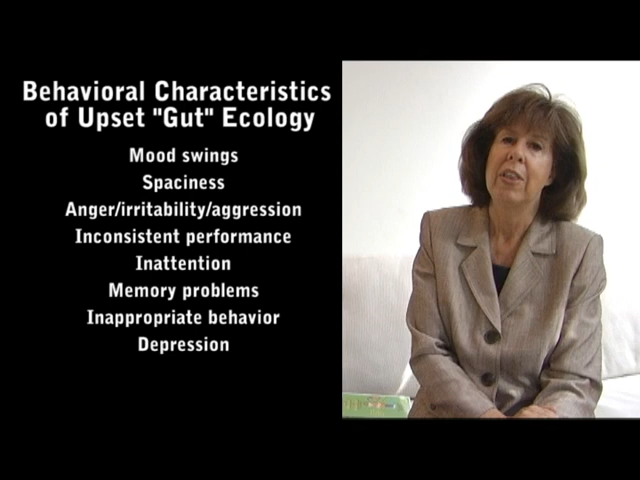 Behavioral Characteristics
of Upset "Gut" Ecology
Mood swings
Spaciness
Anger/irritability/aggression
Inconsistent performance
Inattention
Memory problems
Inappropriate behavior
Depression